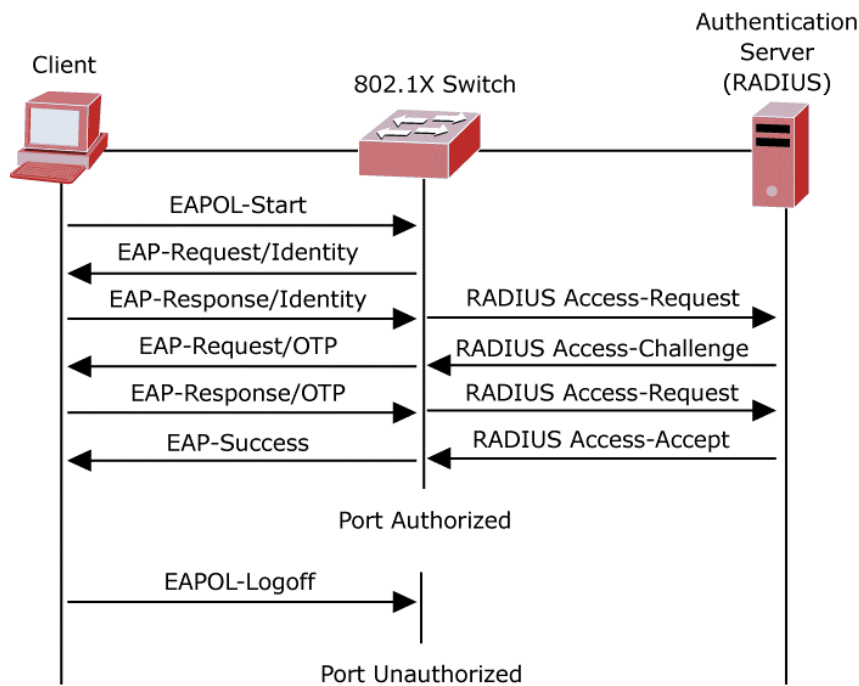 Authentication
Server
(RADIUS)
Client
802.1X Switch
EAPOL-Start
EAP-Request/Identity
EAP-Response/Identity
RADIUS Access-Request
EAP-Request/OTP
RADIUS Access-Challenge
EAP-Response/OTP
RADIUS Access-Request
EAP-Success
RADIUS Access-Accept
Port Authorized
EAPOL-Logoff
Port Unauthorized